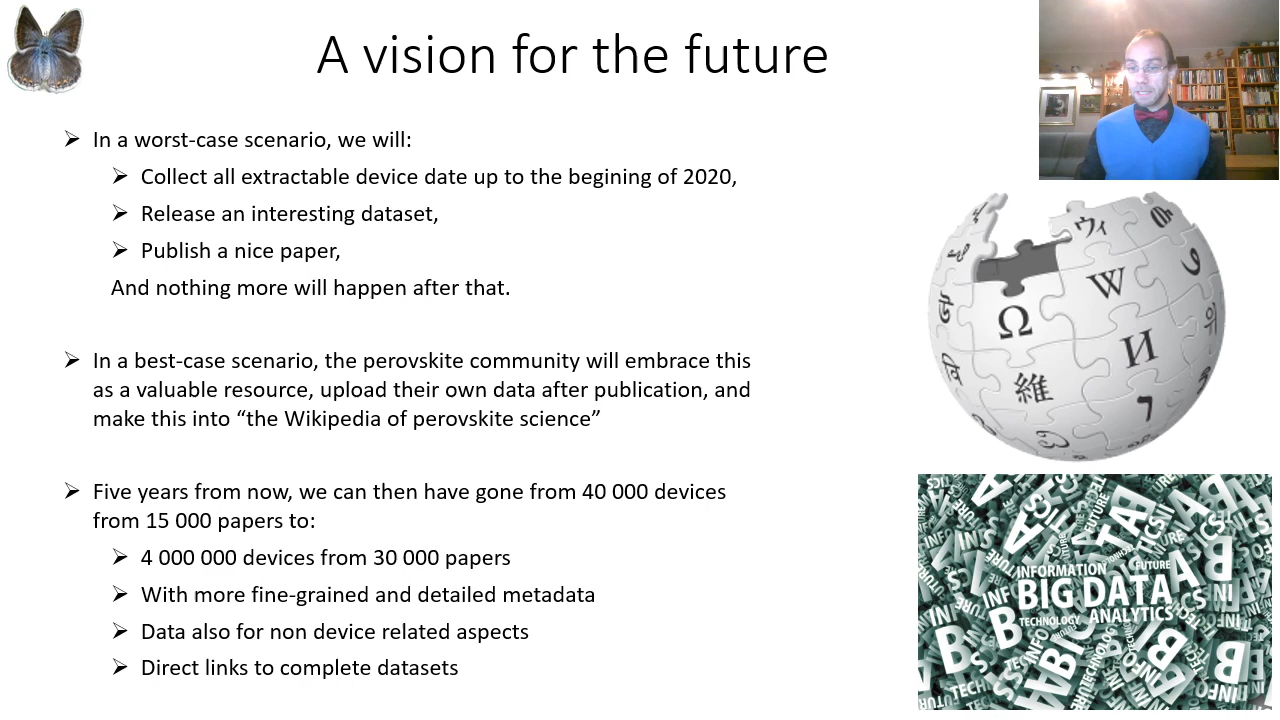 A vision for the future
In a worst-case scenario, we will:
Collect all extractable device date up to the begining of 2020,
Release an interesting dataset,
Publish a nice paper,
And nothing more will happen after that.
In a best-case scenario, the perovskite community will embrace this
as a valuable resource, upload their own data after publication, and
make this into “the Wikipedia of perovskite science”
Five years from now, we can then have gone from 40 000 devices
from 15 000 papers to:
4 000 000 devices from 30 000 papers
With more fine-grained and detailed metadata
Data also for non device related aspects
Direct links to complete datasets
ウィ
W
Ω
И
維
INFORMATION
FUTURE
BIG DATA
TECHNOLOGY
ANALYTICS